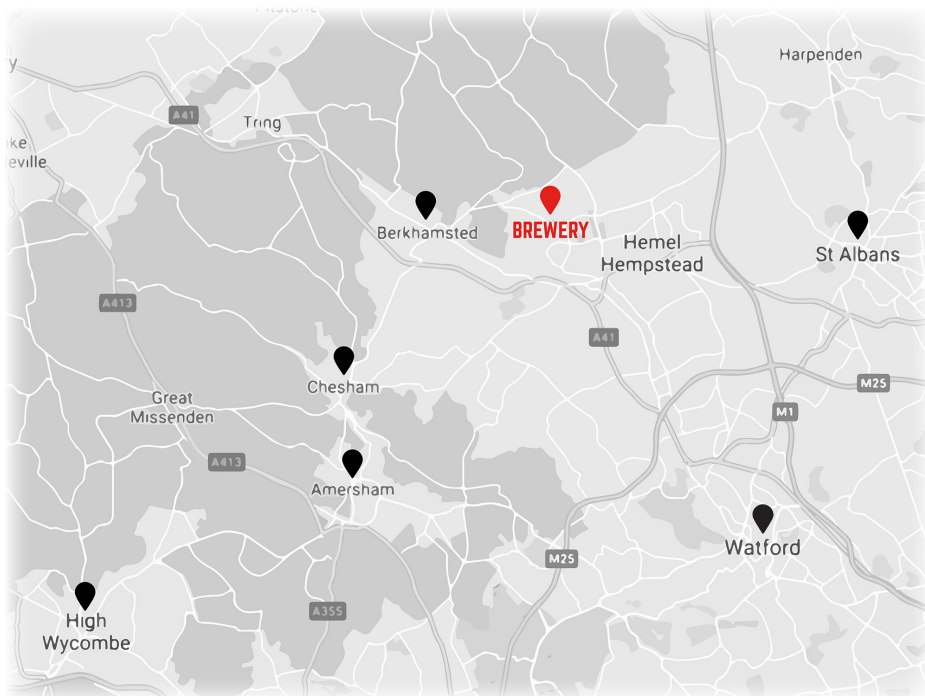 Harpenden
A41
Tring
eville
Berkhamsted
BREWERY
Hemel
Hempstead
St Albans
A413
A41
Chesham
M25
Great
Missenden
M1
A413
Amersham
Watford
M25
A355
High
Wycombe